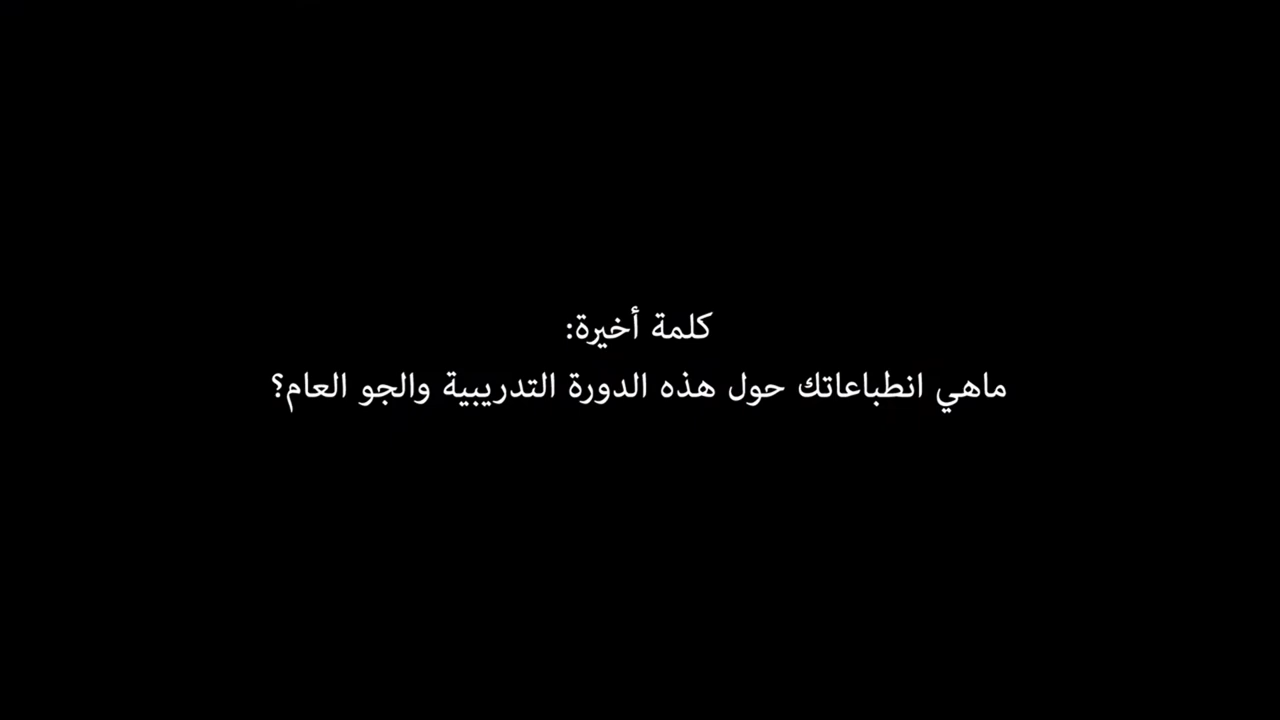 كلمة أخيرة:
ماهي انطباعاتك حول هذه الدورة التدريبية والجو العام؟